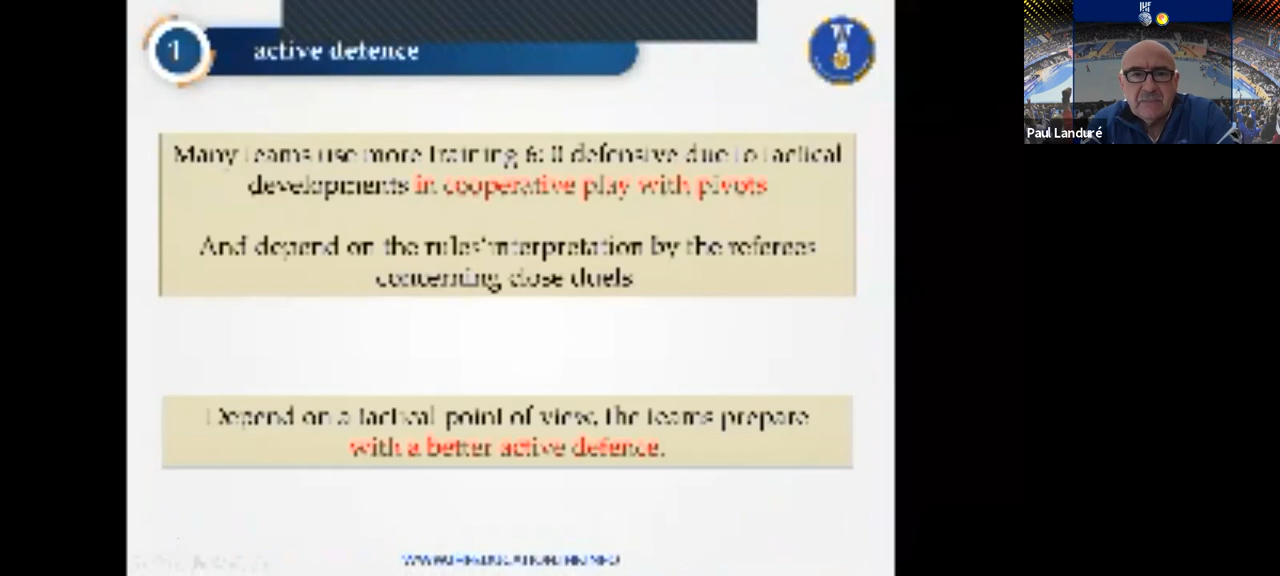 1
active defence
Many teams use more training 6: 0 defensive due to tactical
developments in cooperative play with pivots
And depend on the rules' interpretation by the referees
concerning close duels
Depend on a tactical point of view, the teams prepare
with a better active defence.
IHF
Paul Landuré